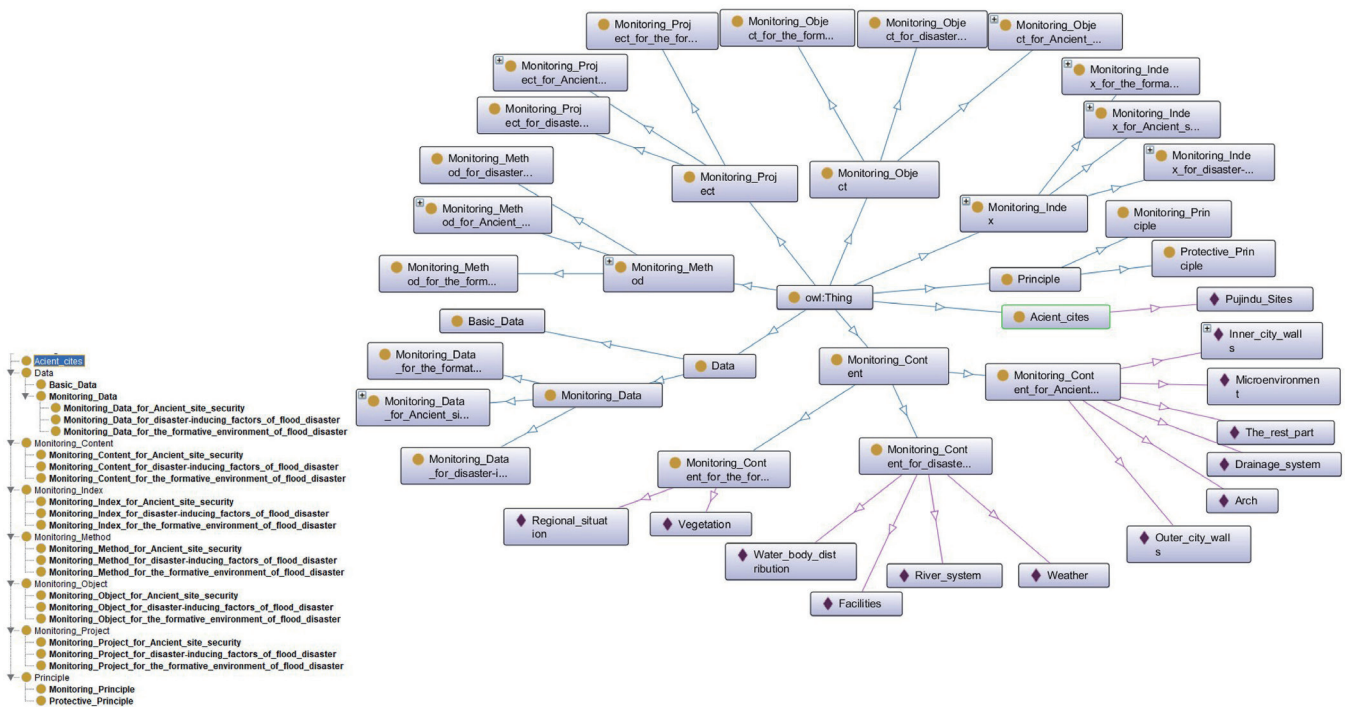 Acient_cites
Data
Basic_Data
Monitoring_Data
Monitoring_Data_for_Ancient_site_security
Monitoring_Data_for_disaster-inducing_factors_of_flood_disaster
Monitoring_Data_for_the_formative_environment_of_flood_disaster
Monitoring_Content
Monitoring_Content_for_Ancient_site_security
Monitoring_Content_for_disaster-inducing_factors_of_flood_disaster
Monitoring_Content_for_the_formative_environment_of_flood_disaster
Monitoring_Index
Monitoring_Index_for_Ancient_site_security
Monitoring_Index_for_disaster-inducing_factors_of_flood_disaster
Monitoring_Index_for_the_formative_environment_of_flood_disaster
Monitoring_Method
Monitoring_Method_for_Ancient_site_security
Monitoring_Method_for_disaster-inducing_factors_of_flood_disaster
Monitoring_Method_for_the_formative_environment_of_flood_disaster
Monitoring_Object
Monitoring_Object_for_Ancient_site_security
Monitoring_Object_for_disaster-inducing_factors_of_flood_disaster
Monitoring_Object_for_the_formative_environment_of_flood_disaster
Monitoring_Project
Monitoring_Project_for_Ancient_site_security
Monitoring_Project_for_disaster-inducing_factors_of_flood_disaster
Monitoring_Project_for_the_formative_environment_of_flood_disaster
Principle
Monitoring_Principle
Protective_Principle
Monitoring_Proj
ect_for_the_for...
Monitoring_Obje
ct_for_the_form...
Monitoring_Obje
ct_for_disaster...
Monitoring_Obje
ct_for_Ancient_...
Monitoring_Proj
ect_for_Ancient...
Monitoring_Inde
x_for_the_forma...
Monitoring_Proj
ect_for_disaste...
Monitoring_Inde
x_for_Ancient_s...
Monitoring_Meth
od_for_disaster...
Monitoring_Proj
ect
Monitoring_Obje
ct
Monitoring_Inde
x_for_disaster-...
Monitoring_Meth
od_for_Ancient_...
Monitoring_Inde
x
Monitoring_Prin
ciple
Monitoring_Meth
od_for_the_form...
Monitoring_Meth
od
Principle
Protective_Prin
ciple
owl:Thing
Basic_Data
Acient_cites
Pujindu_Sites
Monitoring_Data
_for_the_format...
Data
Monitoring_Cont
ent
Inner_city_wall
s
Monitoring_Data
_for_Ancient_si...
Monitoring_Data
Monitoring_Cont
ent_for_Ancient...
Microenvironmen
t
The_rest_part
Monitoring_Data
_for_disaster-i...
Monitoring_Cont
ent_for_the_for...
Monitoring_Cont
ent_for_disaste...
Drainage_system
Arch
Regional_situat
ion
Vegetation
Outer_city_wall
s
Water_body_dist
ribution
River_system
Weather
Facilities